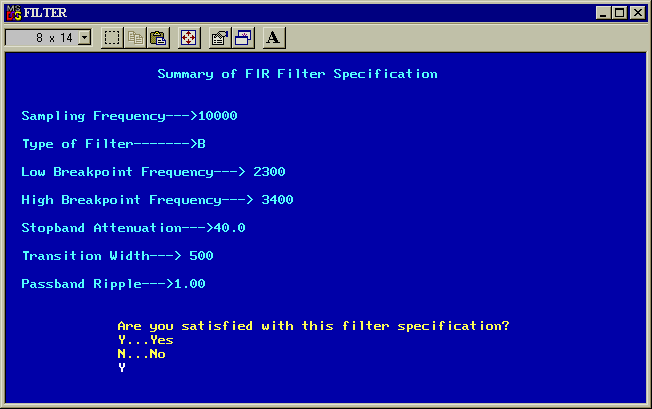 FILTER
8 x 14
A
Summary of FIR Filter Specification
Sampling Frequency--->10000
Type of Filter------->B
Low Breakpoint Frequency---> 2300
High Breakpoint Frequency---> 3400
Stopband Attenuation--->40.0
Transition Width---> 500
Passband Ripple--->1.00
Are you satisfied with this filter specification?
Y...Yes
N...No
Y